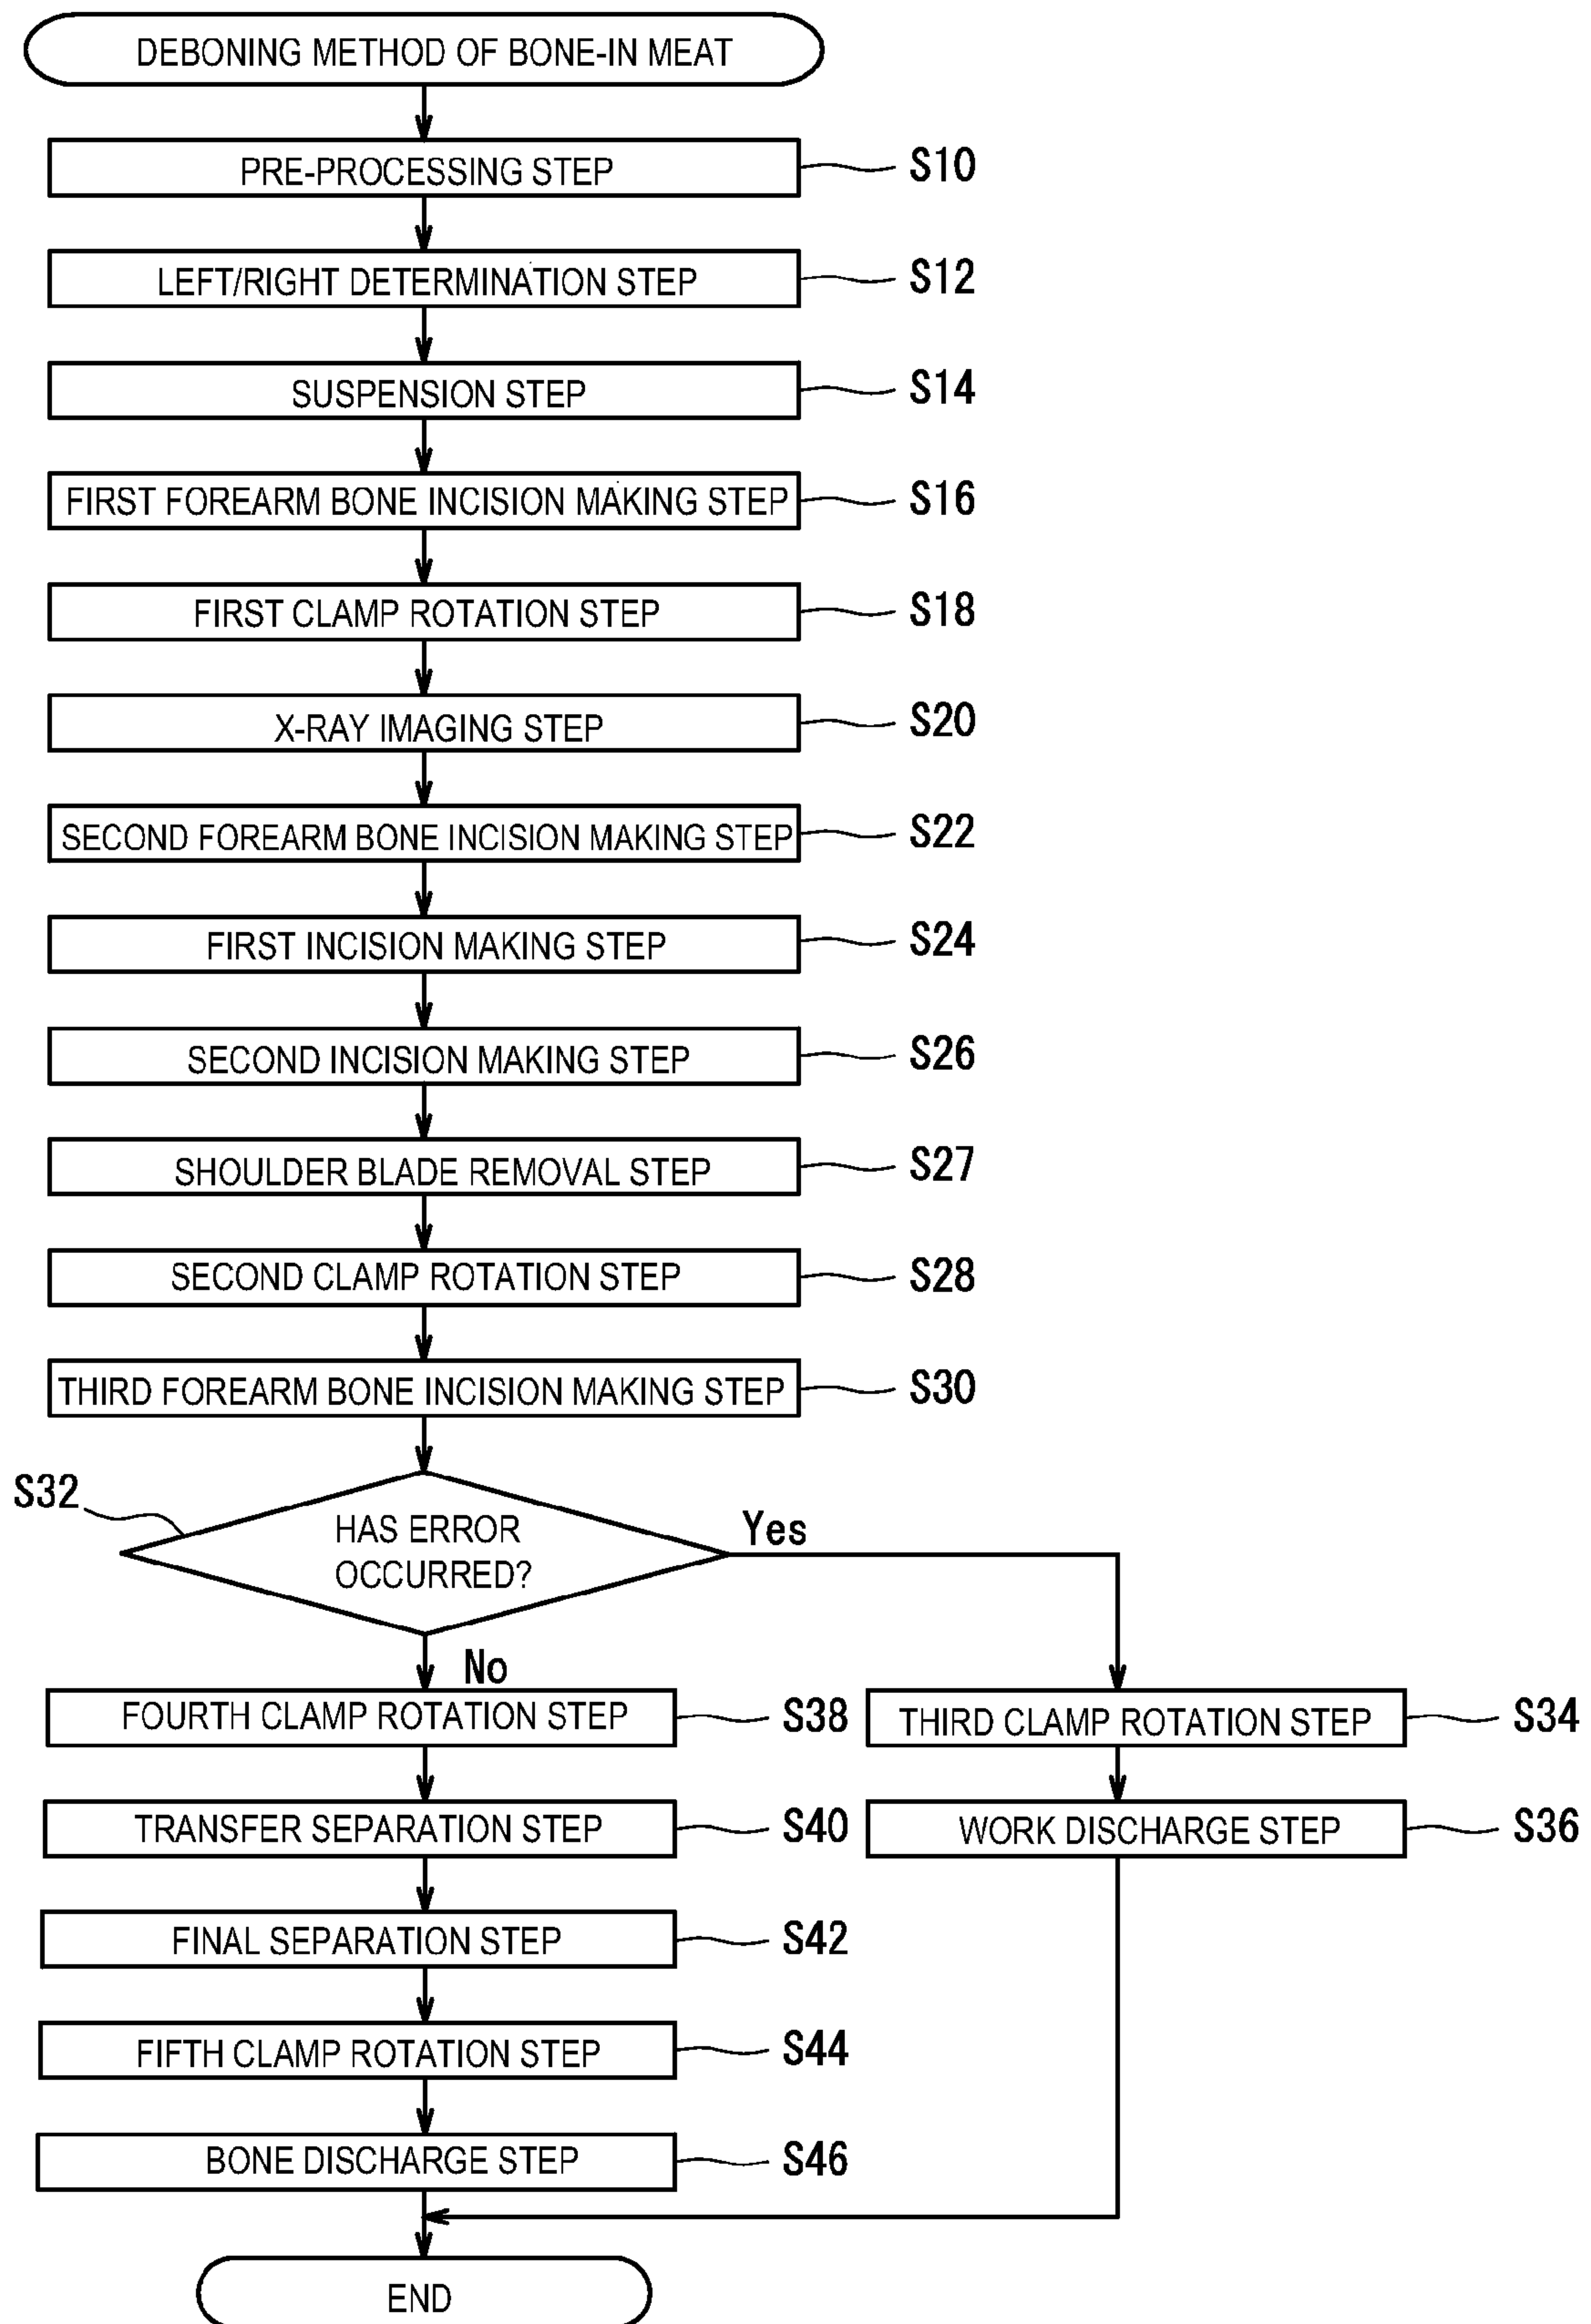 DEBONING METHOD OF BONE-IN MEAT
PRE-PROCESSING STEP S10
LEFT/RIGHT DETERMINATION STEP S12
SUSPENSION STEP S14
FIRST FOREARM BONE INCISION MAKING STEP S16
FIRST CLAMP ROTATION STEP S18
X-RAY IMAGING STEP S20
SECOND FOREARM BONE INCISION MAKING STEP S22
FIRST INCISION MAKING STEP S24
SECOND INCISION MAKING STEP S26
SHOULDER BLADE REMOVAL STEP S27
SECOND CLAMP ROTATION STEP S28
THIRD FOREARM BONE INCISION MAKING STEP S30
S32
HAS ERROR
OCCURRED?
Yes
No
FOURTH CLAMP ROTATION STEP S38
THIRD CLAMP ROTATION STEP S34
TRANSFER SEPARATION STEP S40
WORK DISCHARGE STEP S36
FINAL SEPARATION STEP S42
FIFTH CLAMP ROTATION STEP S44
BONE DISCHARGE STEP S46
END